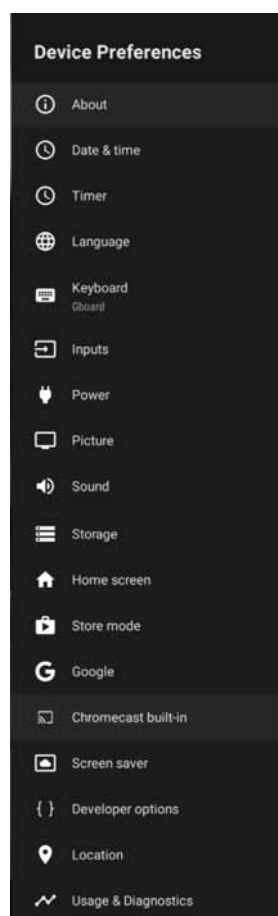 Device Preferences
About
Date & time
Timer
Language
Keyboard
Gboard
Inputs
Power
Picture
Sound
Storage
Home screen
Store mode
Google
Chromecast built-in
Screen saver
Developer options
Location
Usage & Diagnostics